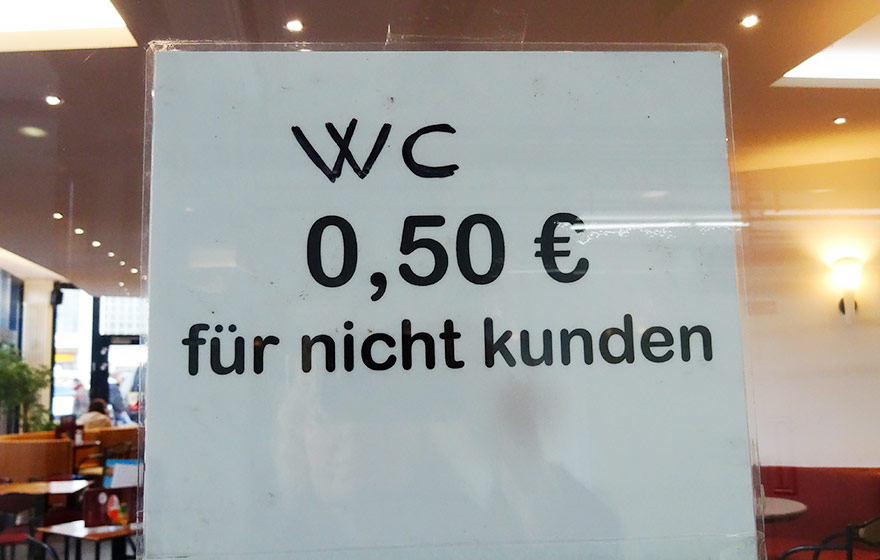 WC
0,50 €
für nicht kunden